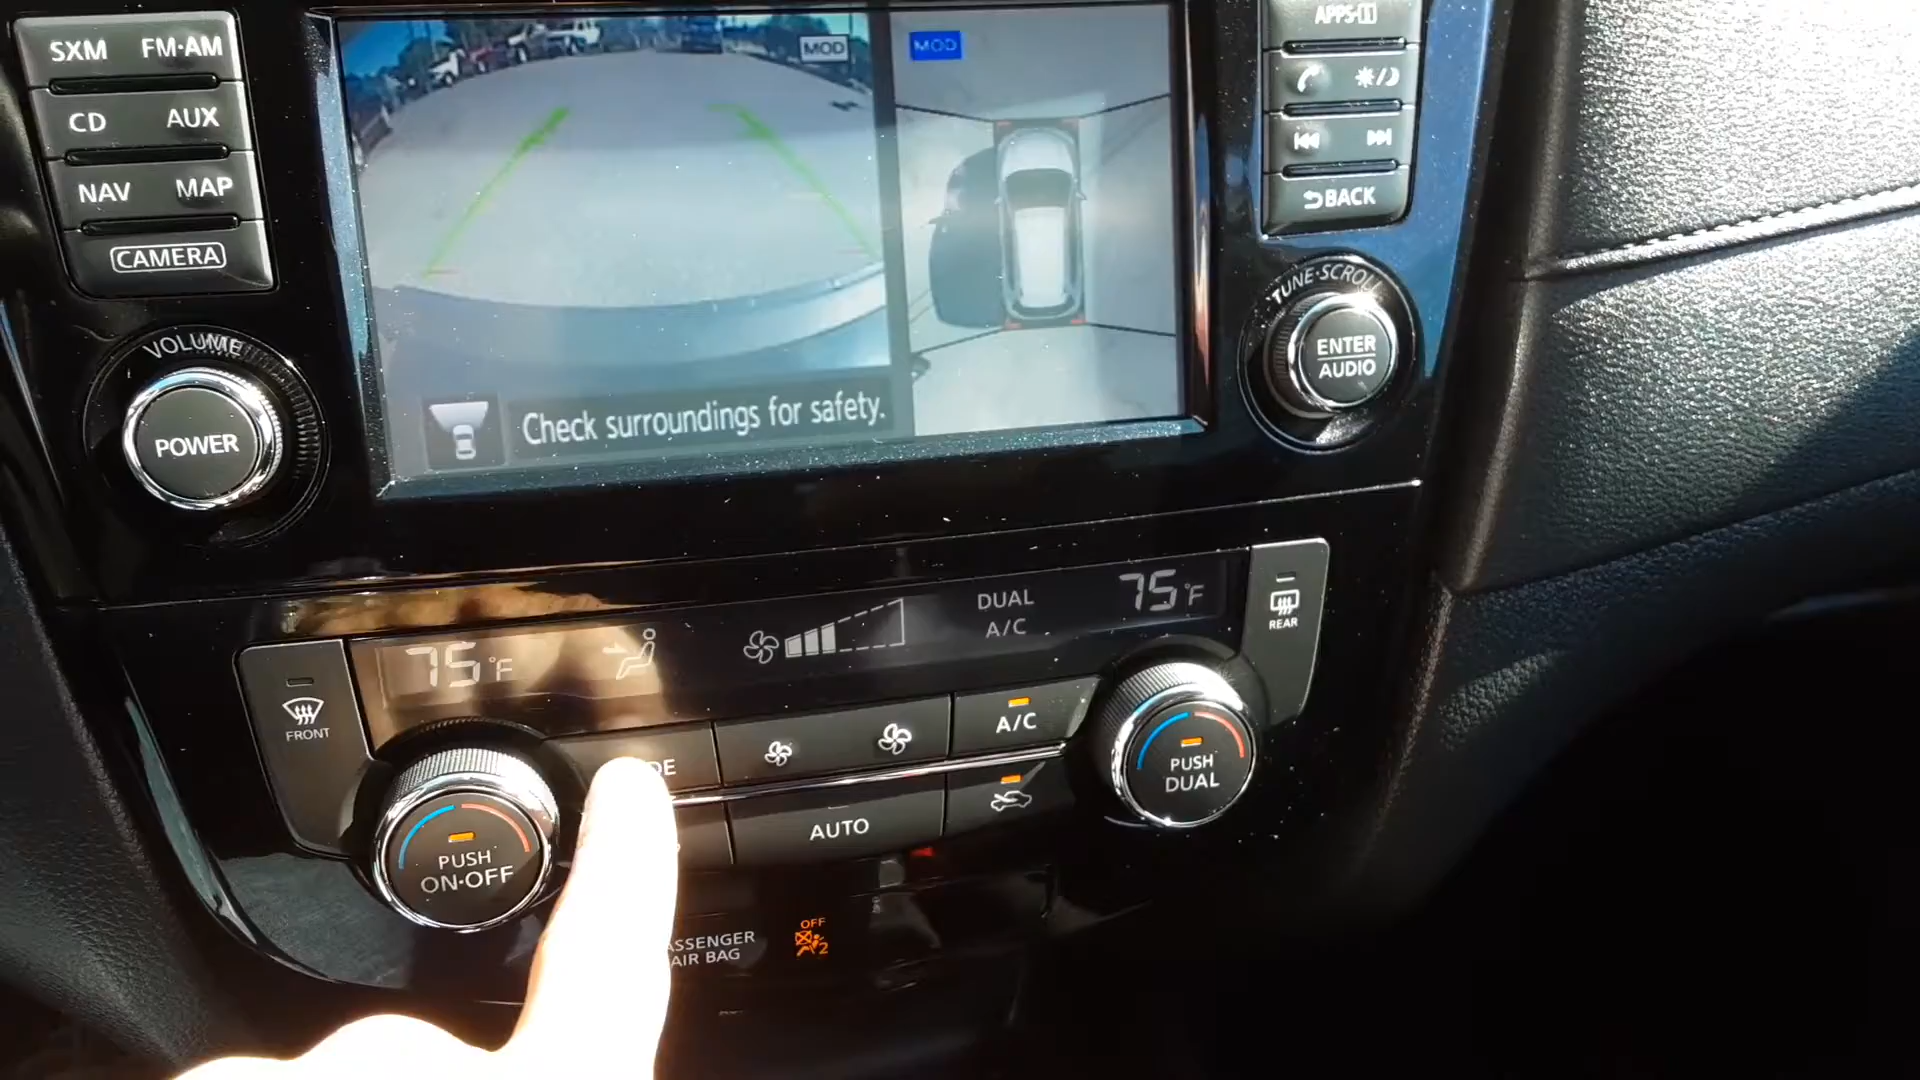 SXM FM·AM
CD AUX
NAV MAP
CAMERA
VOLUME
POWER
MOD
MOD
Check surroundings for safety.
APPS·i
BACK
TUNE·SCROLL
ENTER
AUDIO
75°F
DUAL
A/C
75°F
REAR
FRONT
A/C
PUSH
DUAL
AUTO
PUSH
ON·OFF
AIR BAG
OFF
2